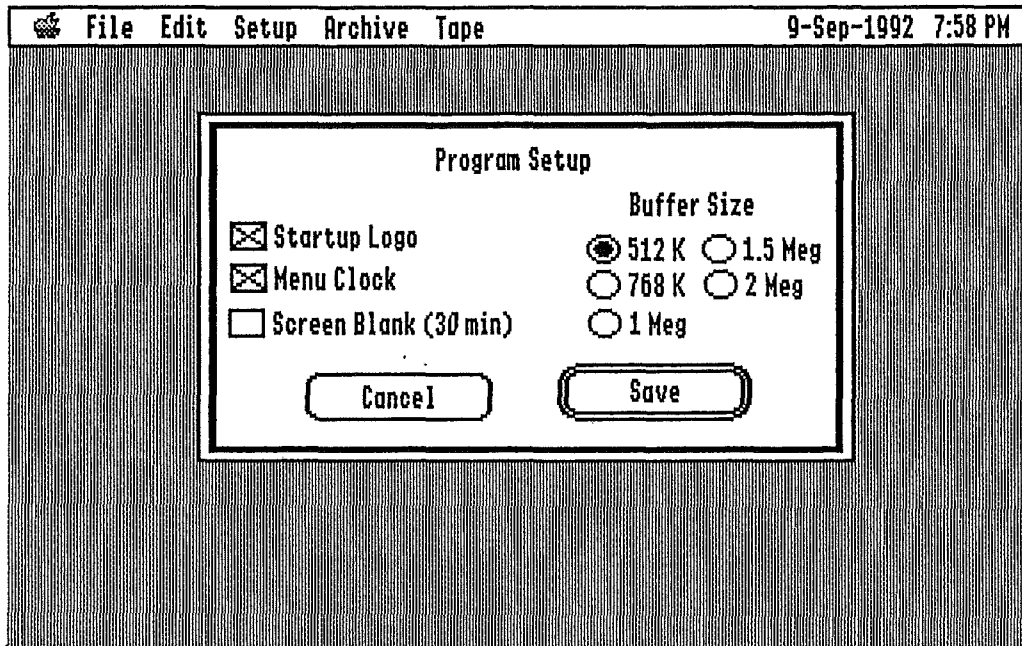 File Edit Setup Archive Tape 9-Sep-1992 7:58 PM
Program Setup
Startup Logo
Menu Clock
Screen Blank (30 min)
Buffer Size
512 K 1.5 Meg
768 K 2 Meg
1 Meg
Cancel Save